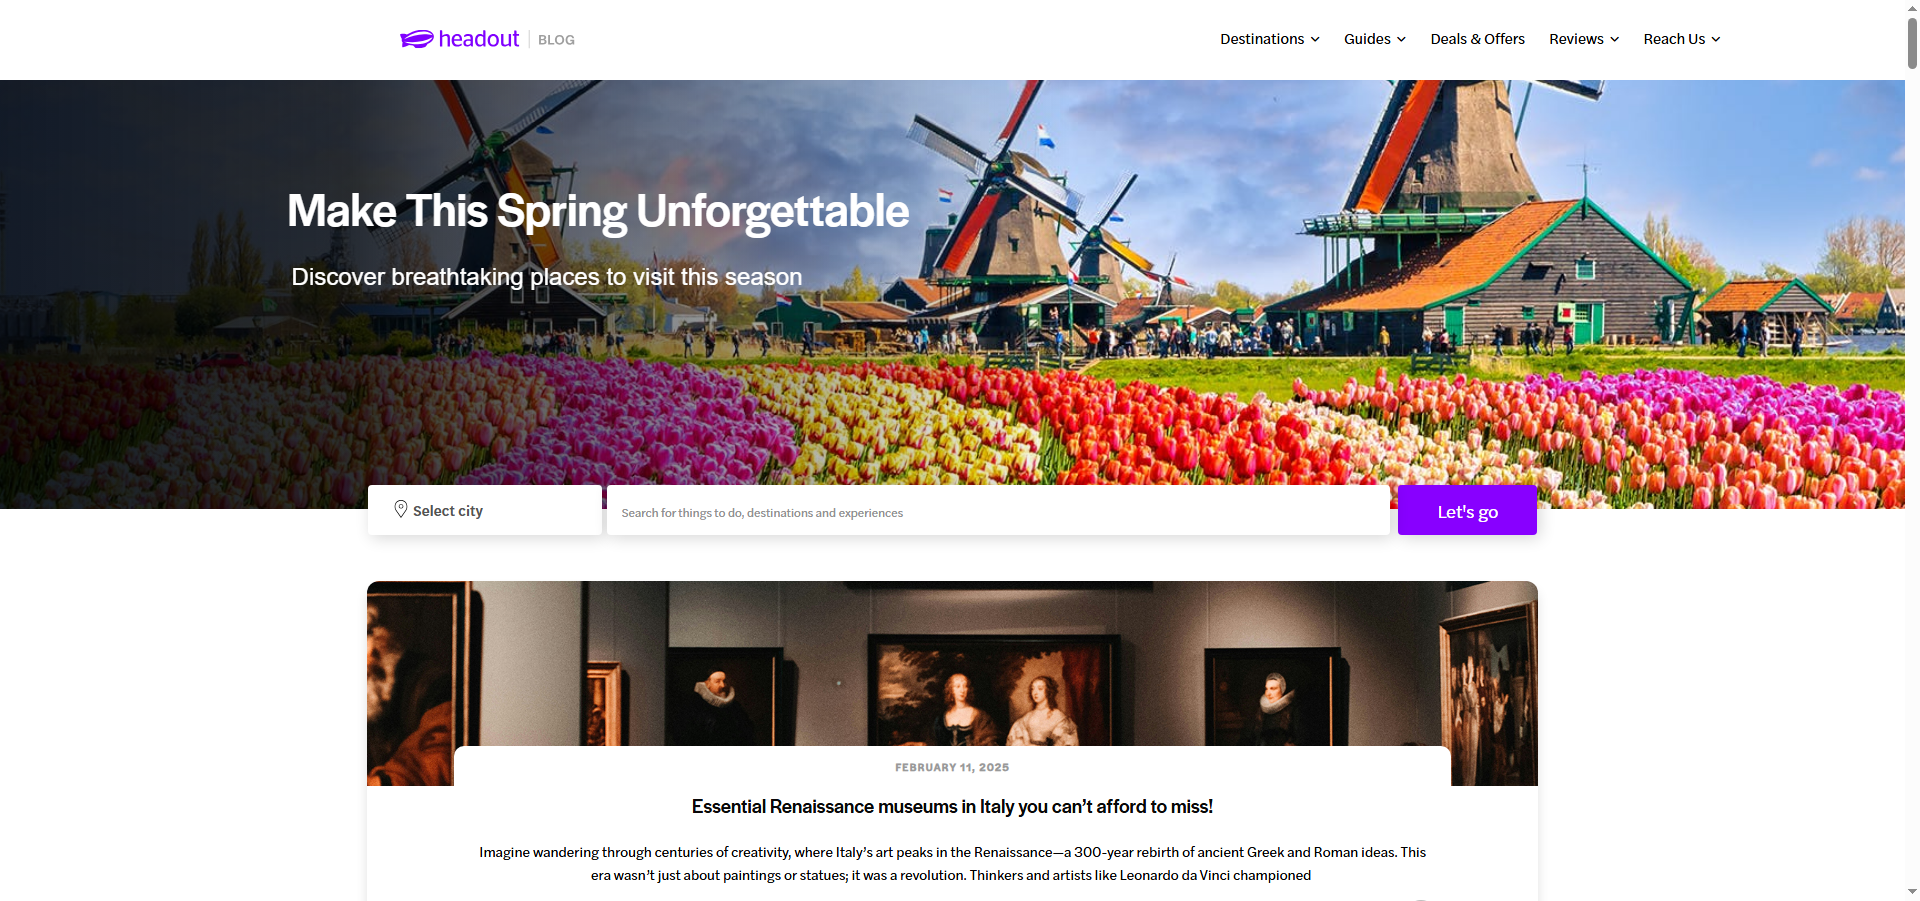 headout BLOG
Destinations Guides Deals & Offers Reviews Reach Us
Make This Spring Unforgettable
Discover breathtaking places to visit this season
Select city
Search for things to do, destinations and experiences
Let's go
FEBRUARY 11, 2025
Essential Renaissance museums in Italy you can’t afford to miss!
Imagine wandering through centuries of creativity, where Italy’s art peaks in the Renaissance—a 300-year rebirth of ancient Greek and Roman ideas. This
era wasn’t just about paintings or statues; it was a revolution. Thinkers and artists like Leonardo da Vinci championed